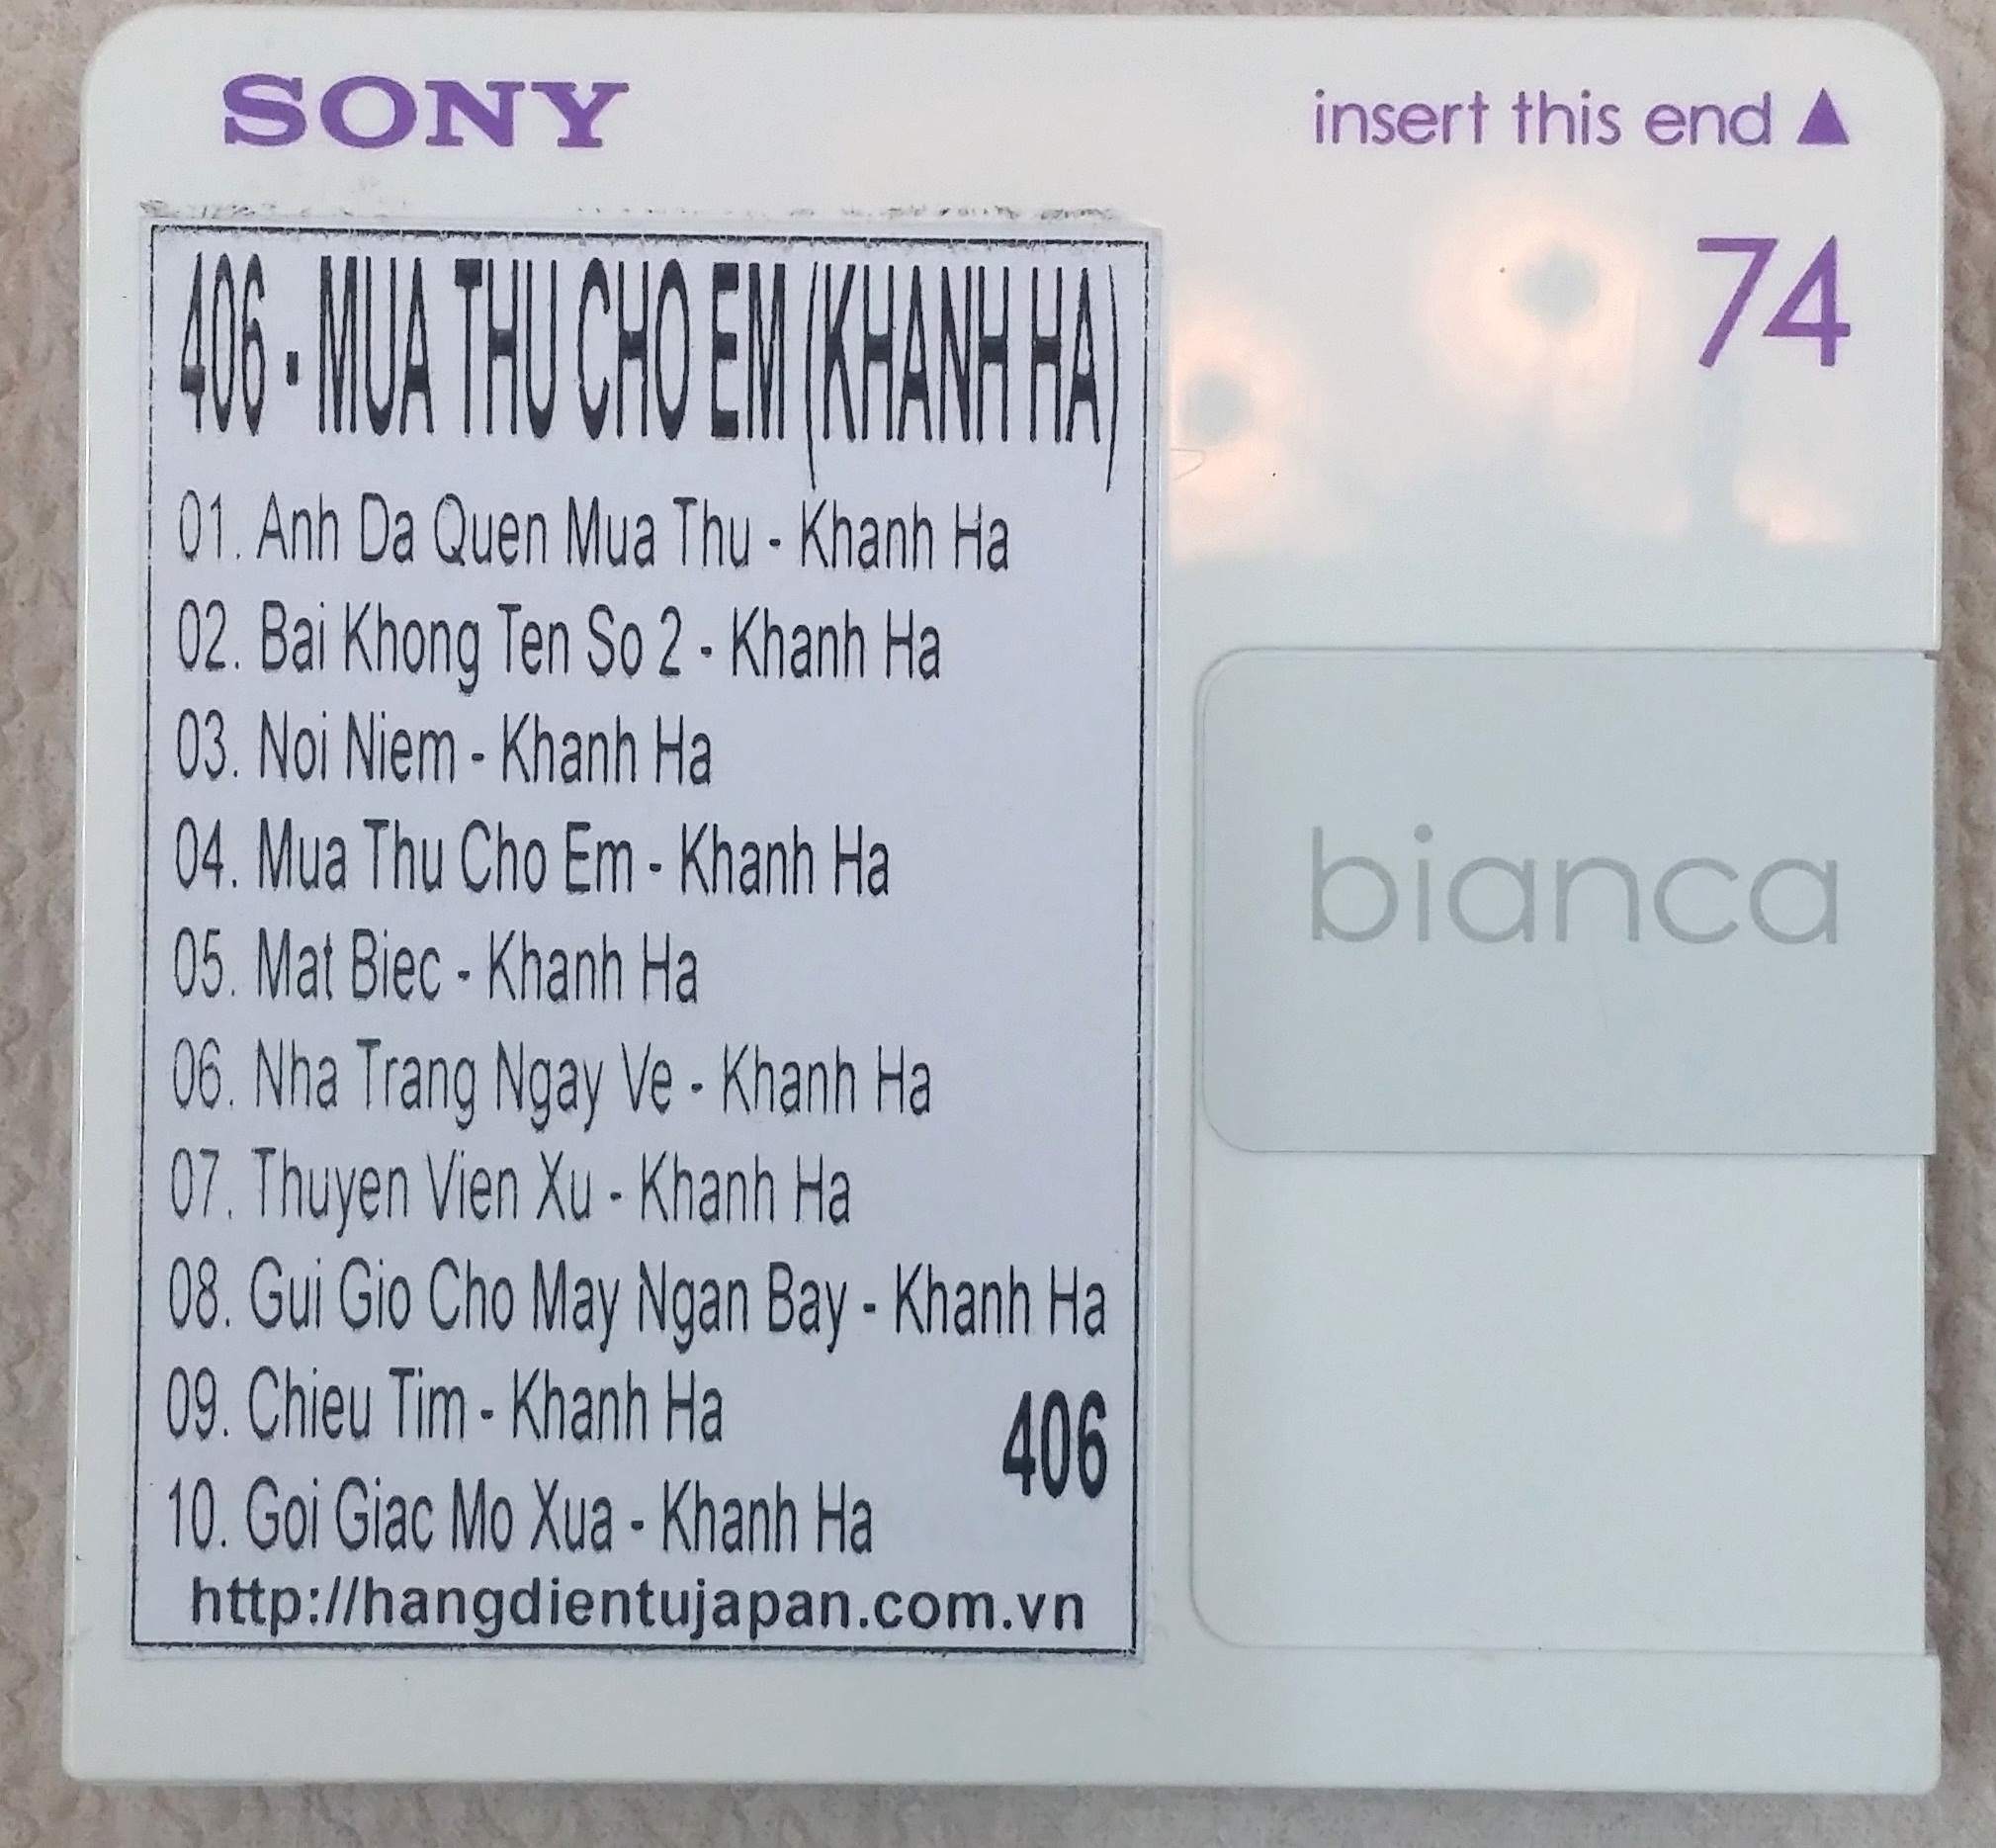 SONY
insert this end ▲
74
406 - MUA THU CHO EM (KHANH HA)
01. Anh Da Quen Mua Thu - Khanh Ha
02. Bai Khong Ten So 2 - Khanh Ha
03. Noi Niem - Khanh Ha
04. Mua Thu Cho Em - Khanh Ha
05. Mat Biec - Khanh Ha
06. Nha Trang Ngay Ve - Khanh Ha
07. Thuyen Vien Xu - Khanh Ha
08. Gui Gio Cho May Ngan Bay - Khanh Ha
09. Chieu Tim - Khanh Ha
406
10. Goi Giac Mo Xua - Khanh Ha
http://hangdientujapan.com.vn
bianca